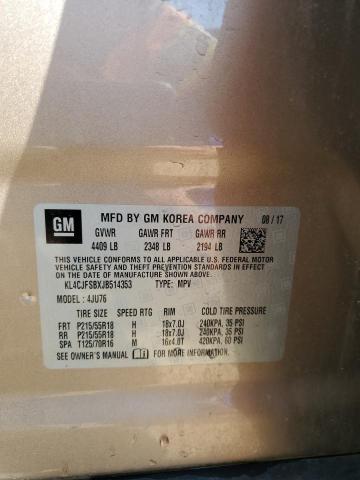 GM
MFD BY GM KOREA COMPANY 08/17
GVWR GAWR FRT GAWR RR
4409 LB 2348 LB 2194 LB
THIS VEHICLE CONFORMS TO ALL APPLICABLE U.S. FEDERAL MOTOR
VEHICLE SAFETY, BUMPER, AND THEFT PREVENTION STANDARDS IN
EFFECT ON THE DATE OF MANUFACTURE SHOWN ABOVE.
KL4CJFSBXJB514353 TYPE: MPV
MODEL: 4JU76
TIRE SIZE SPEED RTG RIM COLD TIRE PRESSURE
FRT P215/55R18 H 18x7.0J 240KPA, 35 PSI
RR P215/55R18 H 18x7.0J 240KPA, 35 PSI
SPA T125/70R16 M 16x4.0T 420KPA, 60 PSI
SEE OWNER'S MANUAL FOR ADDITIONAL INFORMATION.